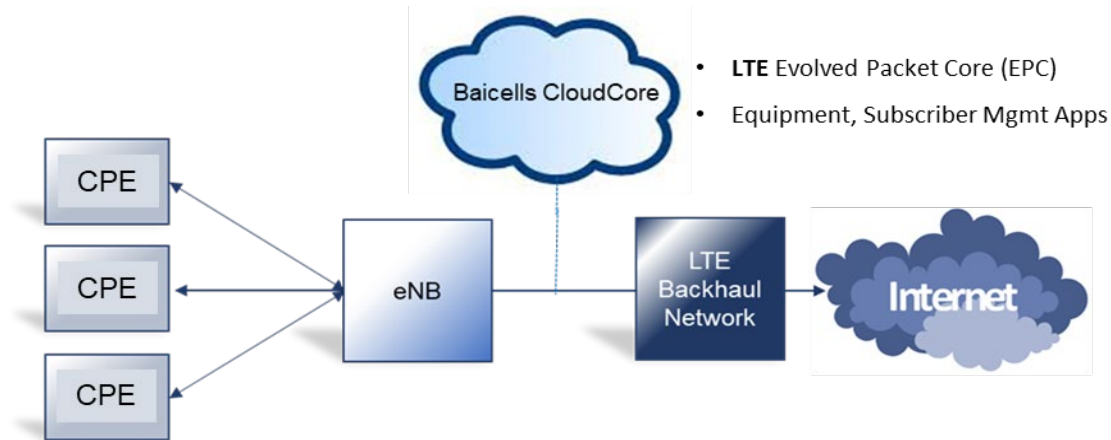 Baicells CloudCore
• LTE Evolved Packet Core (EPC)
• Equipment, Subscriber Mgmt Apps
CPE
CPE
CPE
eNB
LTE
Backhaul
Network
Internet